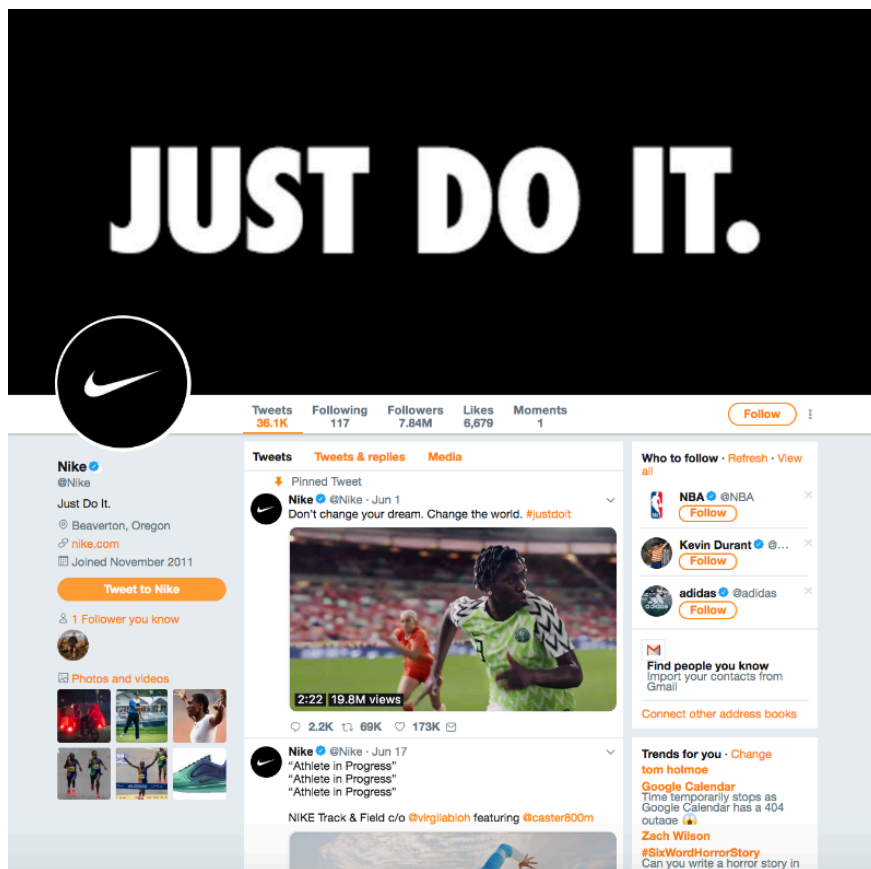 JUST DO IT.
Tweets Following Followers Likes Moments
36.1K 117 7.84M 6,679 1
Follow
Nike
@Nike
Just Do It.
Beaverton, Oregon
nike.com
Joined November 2011
Tweet to Nike
1 Follower you know
Photos and videos
Tweets Tweets & replies Media
Pinned Tweet
Nike @Nike · Jun 1
Don't change your dream. Change the world. #justdoit
9
2:22 19.8M views
2.2K 69K 173K
Nike @Nike · Jun 17
“Athlete in Progress”
“Athlete in Progress”
“Athlete in Progress”
NIKE Track & Field c/o @virgilabloh featuring @caster800m
Who to follow · Refresh · View
all
NBA @NBA
Follow
Kevin Durant @...
Follow
adidas @adidas
Follow
adidas
Find people you know
Import your contacts from
Gmail
Connect other address books
Trends for you · Change
tom holmoe
Google Calendar
Time temporarily stops as
Google Calendar has a 404
outage 😱
Zach Wilson
#SixWordHorrorStory
Can you write a horror story in